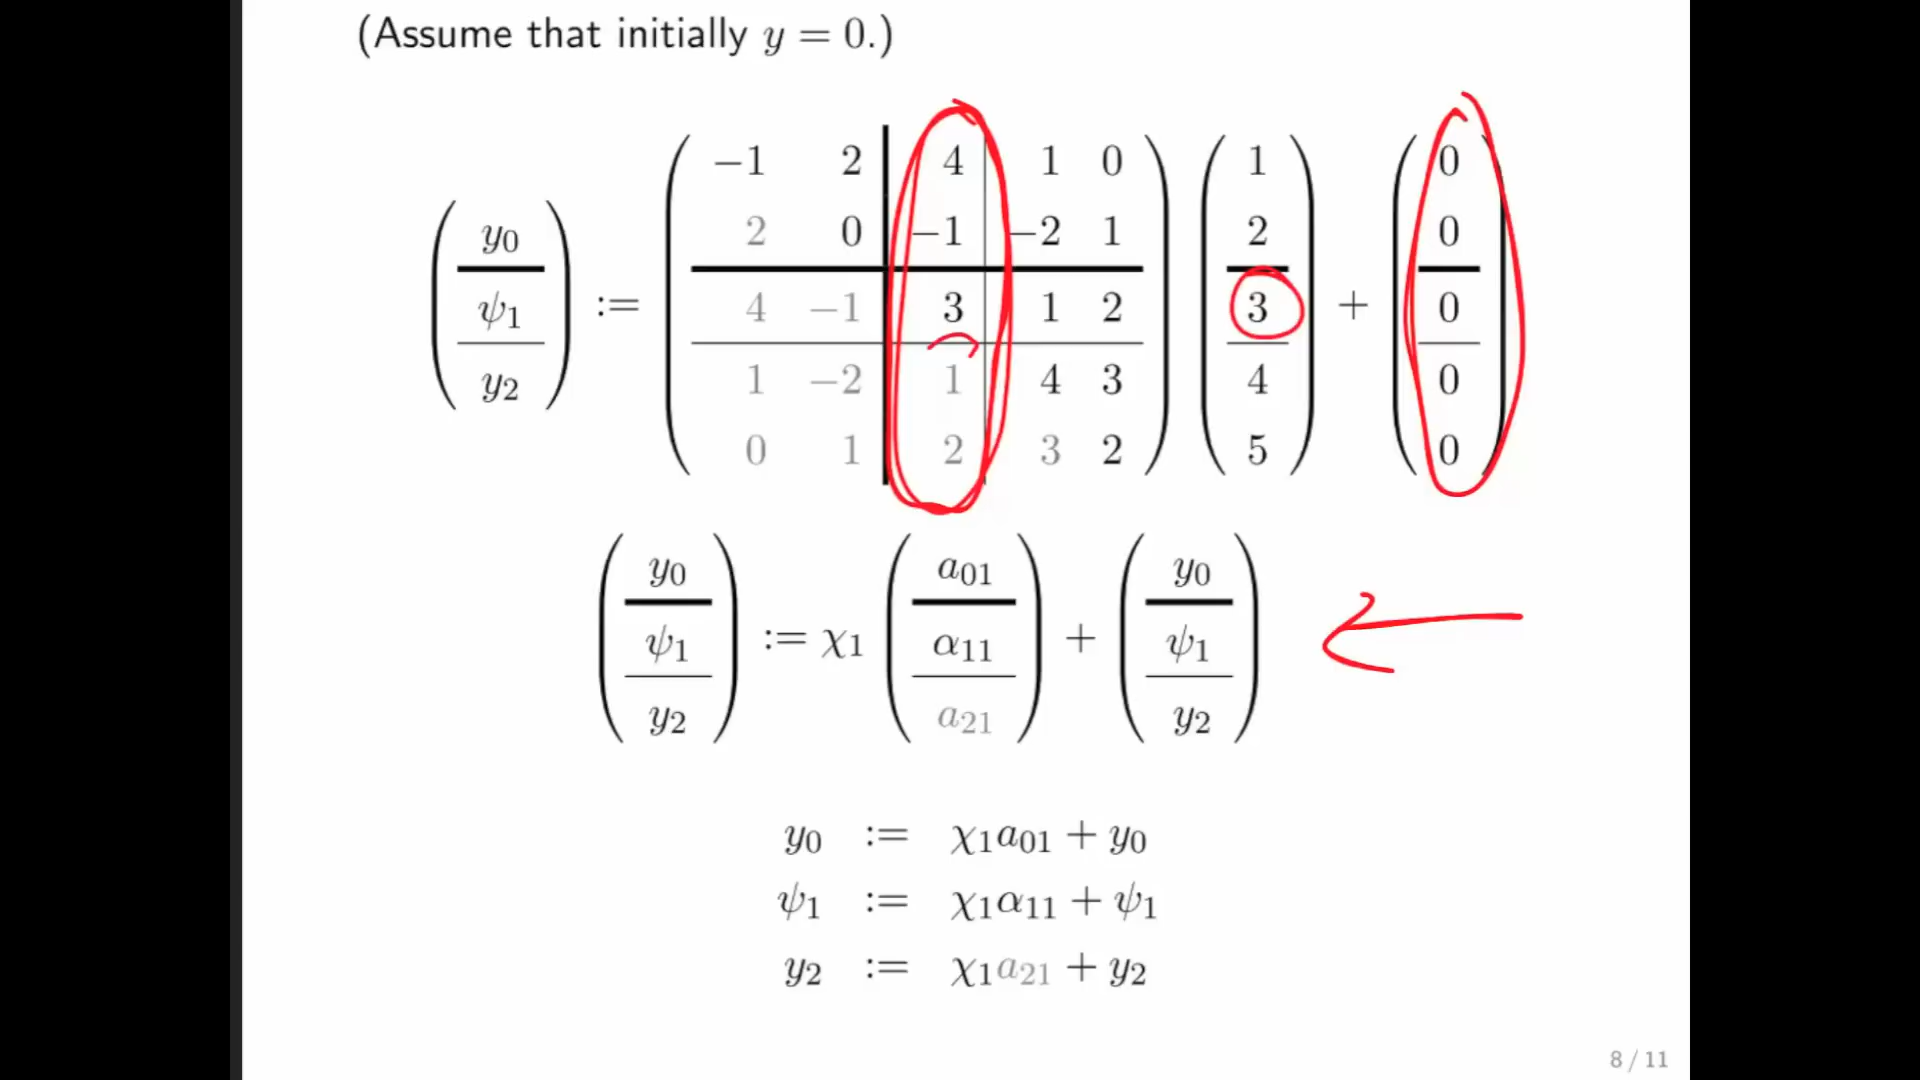 (Assume that initially y = 0.)
−1 2 4 1 0 1 0
2 0 −1 −2 1 2 0
y0 ψ1 y2 := 4 −1 3 1 2 3 + 0
1 −2 1 4 3 4 0
0 1 2 3 2 5 0
y0 a01 y0
ψ1 := χ1 α11 + ψ1
y2 a21 y2
y0 := χ1a01 + y0
ψ1 := χ1α11 + ψ1
y2 := χ1a21 + y2
8 / 11